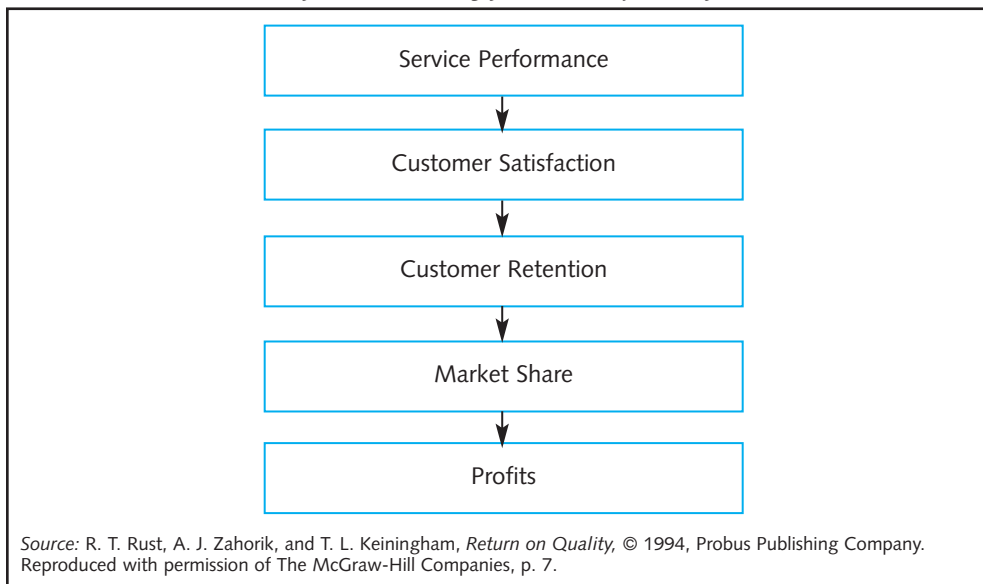 Service Performance
Customer Satisfaction
Customer Retention
Market Share
Profits
Source: R. T. Rust, A. J. Zahorik, and T. L. Keiningham, Return on Quality, © 1994, Probus Publishing Company.
Reproduced with permission of The McGraw-Hill Companies, p. 7.